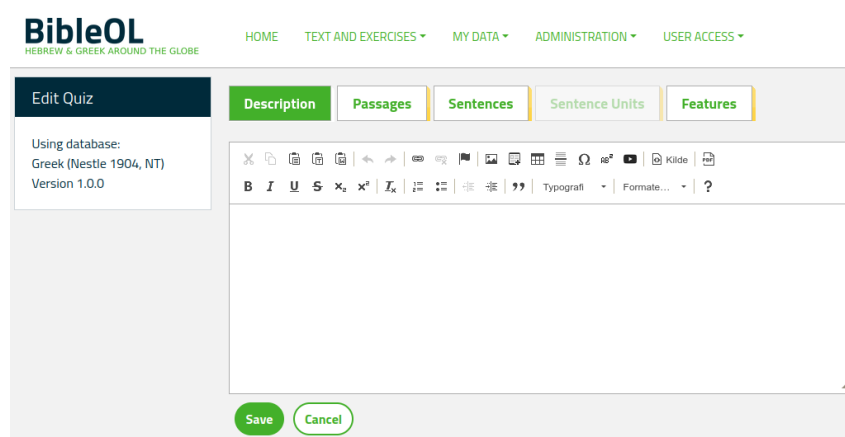 BibleOL
HEBREW & GREEK AROUND THE GLOBE
HOME TEXT AND EXERCISES MY DATA ADMINISTRATION USER ACCESS
Edit Quiz
Using database:
Greek (Nestle 1904, NT)
Version 1.0.0
Description Passages Sentences Sentence Units Features
Kilde
Typografi Formate...
Save Cancel